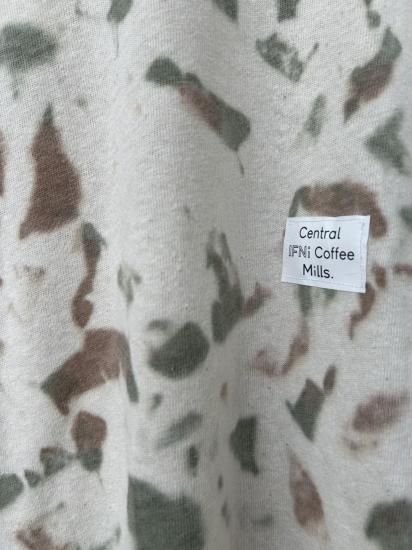 Central
IFNi Coffee
Mills.